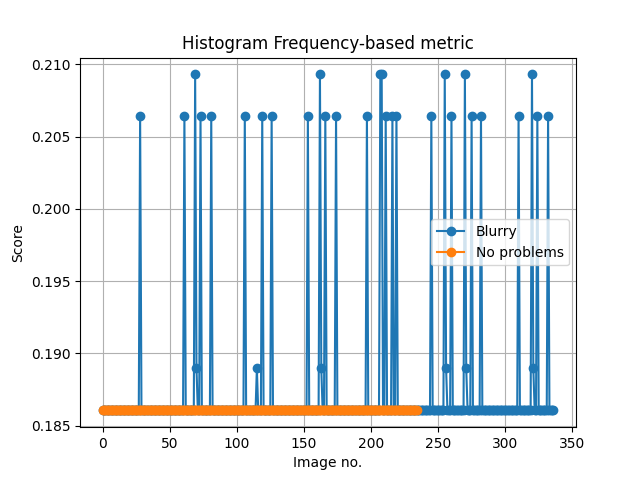 Histogram Frequency-based metric
0.210
0.205
0.200
0.195
0.190
0.185
Score
Blurry
No problems
0 50 100 150 200 250 300 350
Image no.